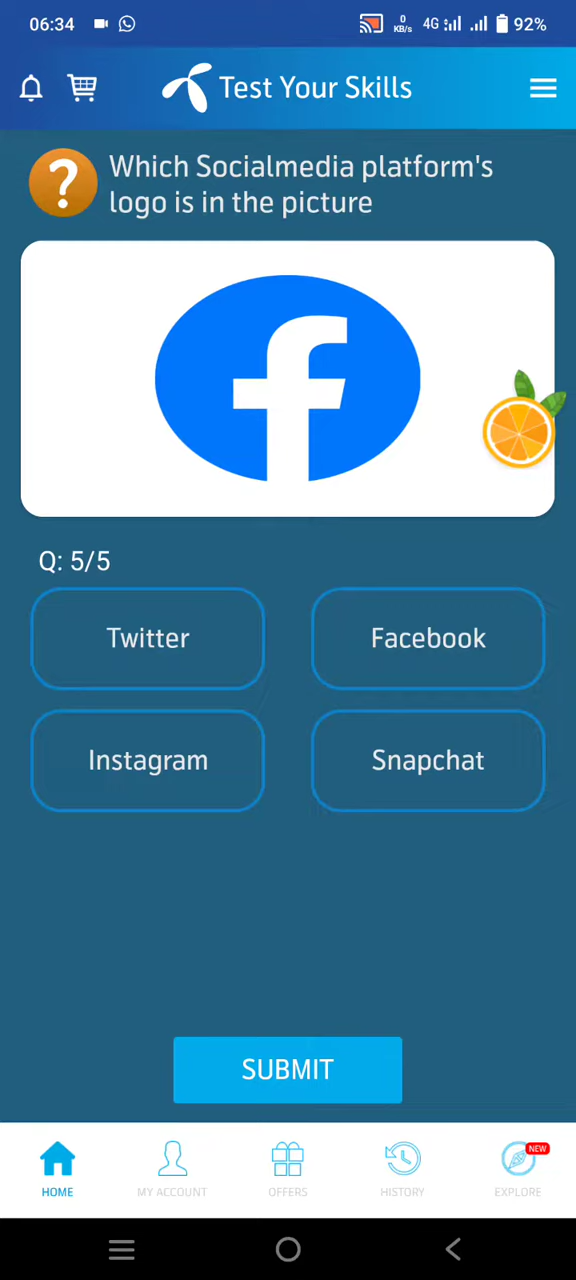 06:34
0
KB/s
4G
92%
Test Your Skills
?
Which Socialmedia platform's
logo is in the picture
f
Q: 5/5
Twitter
Facebook
Instagram
Snapchat
SUBMIT
NEW
HOME
MY ACCOUNT
OFFERS
HISTORY
EXPLORE